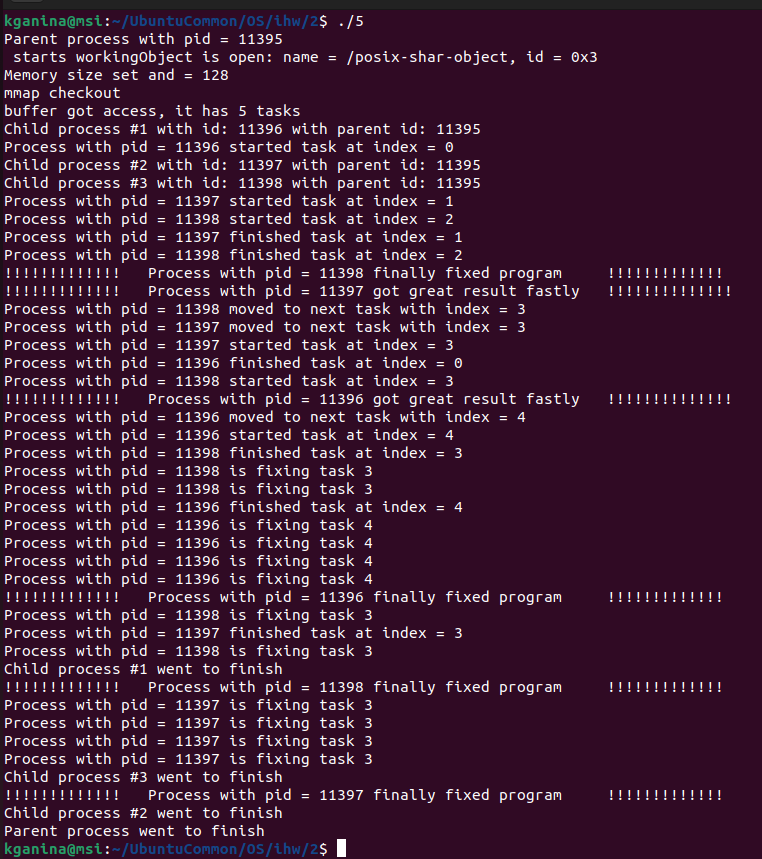 kganina@msi:~/UbuntuCommon/OS/ihw/2$ ./5
Parent process with pid = 11395
 starts workingObject is open: name = /posix-shar-object, id = 0x3
Memory size set and = 128
mmap checkout
buffer got access, it has 5 tasks
Child process #1 with id: 11396 with parent id: 11395
Process with pid = 11396 started task at index = 0
Child process #2 with id: 11397 with parent id: 11395
Child process #3 with id: 11398 with parent id: 11395
Process with pid = 11397 started task at index = 1
Process with pid = 11398 started task at index = 2
Process with pid = 11397 finished task at index = 1
Process with pid = 11398 finished task at index = 2
!!!!!!!!!!!!!   Process with pid = 11398 finally fixed program     !!!!!!!!!!!!!
!!!!!!!!!!!!!   Process with pid = 11397 got great result fastly   !!!!!!!!!!!!!!
Process with pid = 11398 moved to next task with index = 3
Process with pid = 11397 moved to next task with index = 3
Process with pid = 11397 started task at index = 3
Process with pid = 11396 finished task at index = 0
Process with pid = 11398 started task at index = 3
!!!!!!!!!!!!!   Process with pid = 11396 got great result fastly   !!!!!!!!!!!!!!
Process with pid = 11396 moved to next task with index = 4
Process with pid = 11396 started task at index = 4
Process with pid = 11398 finished task at index = 3
Process with pid = 11398 is fixing task 3
Process with pid = 11398 is fixing task 3
Process with pid = 11396 finished task at index = 4
Process with pid = 11396 is fixing task 4
Process with pid = 11396 is fixing task 4
Process with pid = 11396 is fixing task 4
Process with pid = 11396 is fixing task 4
!!!!!!!!!!!!!   Process with pid = 11396 finally fixed program     !!!!!!!!!!!!!
Process with pid = 11398 is fixing task 3
Process with pid = 11397 finished task at index = 3
Process with pid = 11398 is fixing task 3
Child process #1 went to finish
!!!!!!!!!!!!!   Process with pid = 11398 finally fixed program     !!!!!!!!!!!!!
Process with pid = 11397 is fixing task 3
Process with pid = 11397 is fixing task 3
Process with pid = 11397 is fixing task 3
Process with pid = 11397 is fixing task 3
Child process #3 went to finish
!!!!!!!!!!!!!   Process with pid = 11397 finally fixed program     !!!!!!!!!!!!!
Child process #2 went to finish
Parent process went to finish
kganina@msi:~/UbuntuCommon/OS/ihw/2$